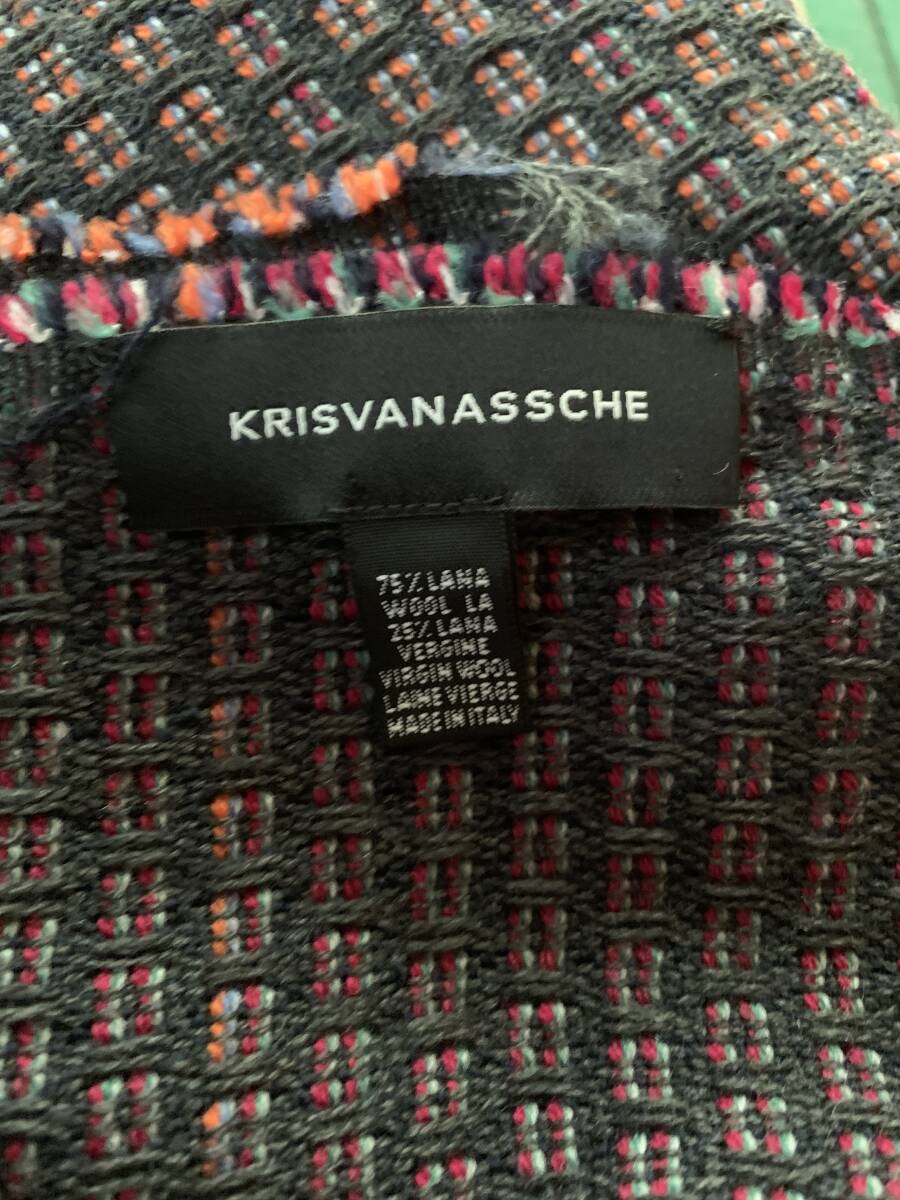 KRISVANASSCHE
75% LANA
WOOL LA
25% LANA
VERGINE
VIRGIN WOOL
LAINE VIERGE
MADE IN ITALY